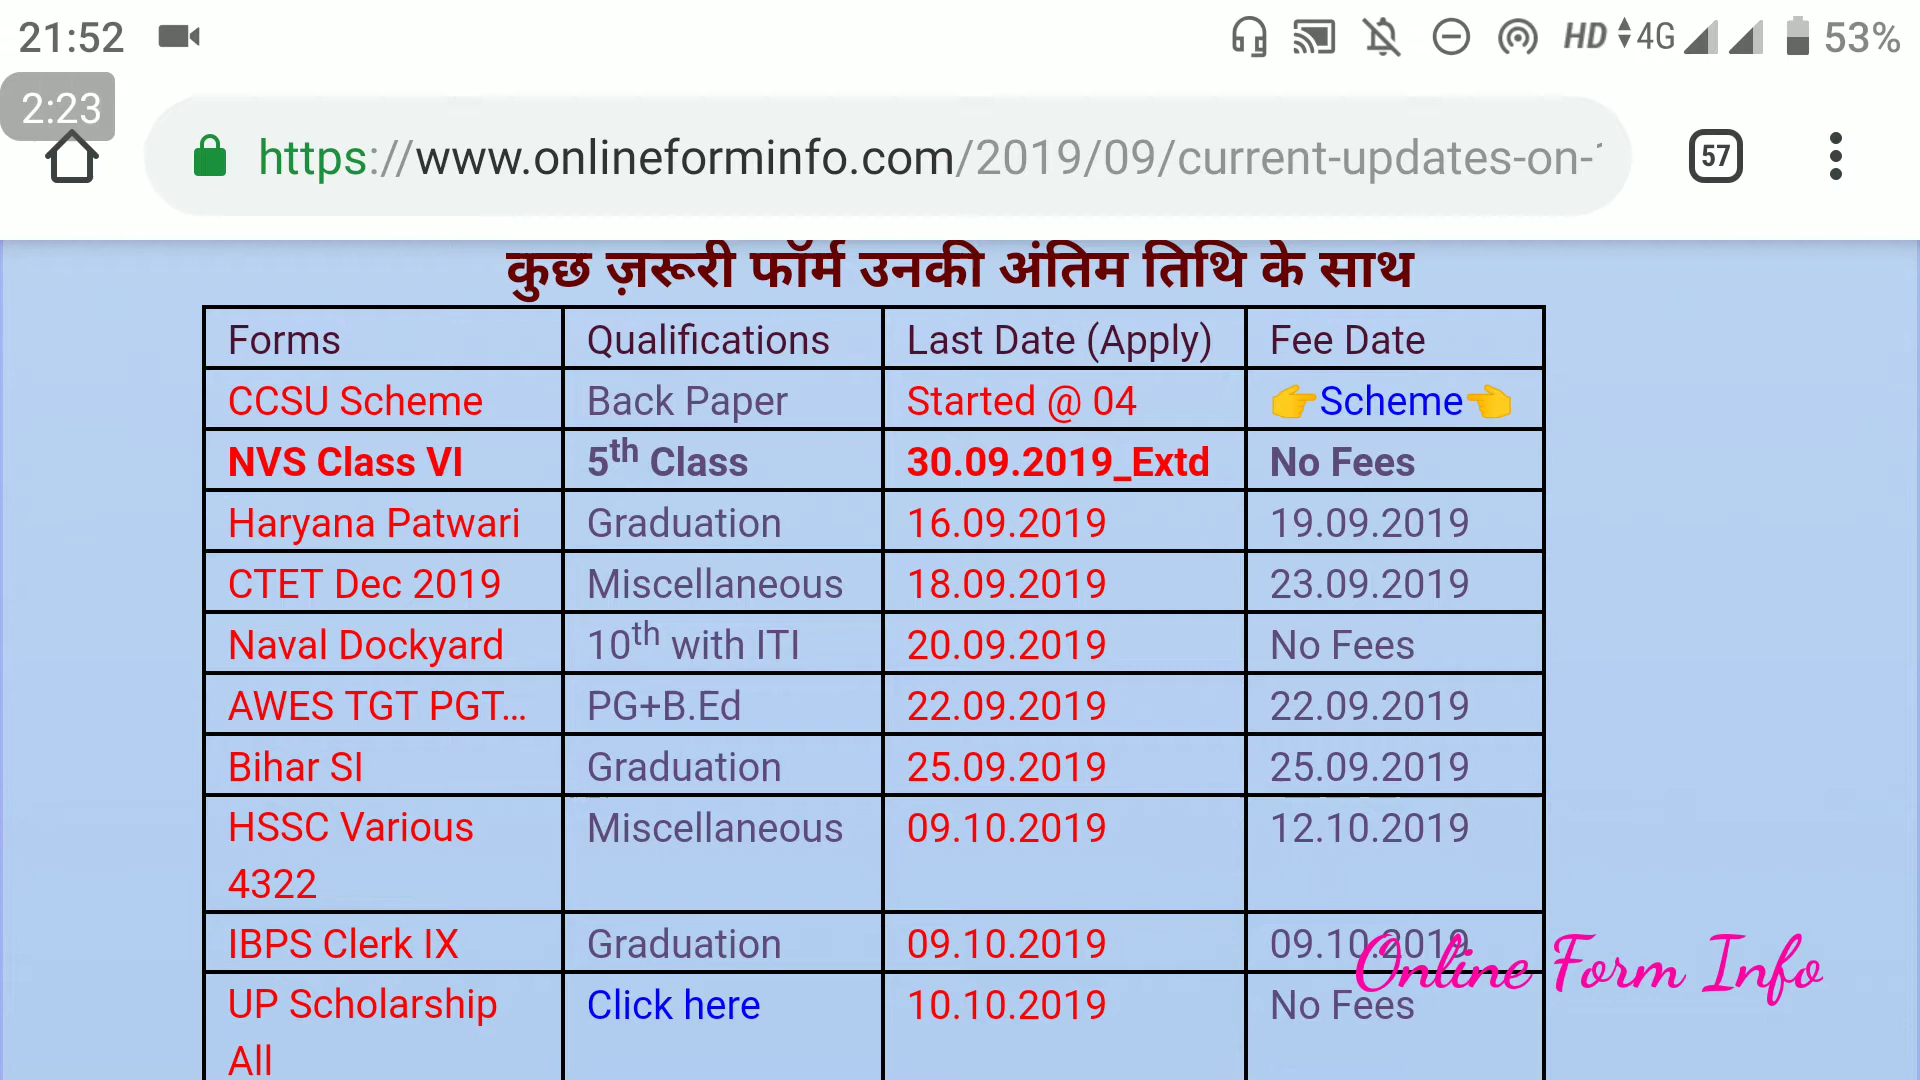 21:52 HD 4G 53%
2:23
https://www.onlineforminfo.com/2019/09/current-updates-on- 57
कुछ ज़रूरी फॉर्म उनकी अंतिम तिथि के साथ
Forms Qualifications Last Date (Apply) Fee Date
CCSU Scheme Back Paper Started @ 04 👉Scheme👈
NVS Class VI 5th Class 30.09.2019_Extd No Fees
Haryana Patwari Graduation 16.09.2019 19.09.2019
CTET Dec 2019 Miscellaneous 18.09.2019 23.09.2019
Naval Dockyard 10th with ITI 20.09.2019 No Fees
AWES TGT PGT... PG+B.Ed 22.09.2019 22.09.2019
Bihar SI Graduation 25.09.2019 25.09.2019
HSSC Various Miscellaneous 09.10.2019 12.10.2019
4322
IBPS Clerk IX Graduation 09.10.2019 09.10.2019
Online Form Info
UP Scholarship Click here 10.10.2019 No Fees
All